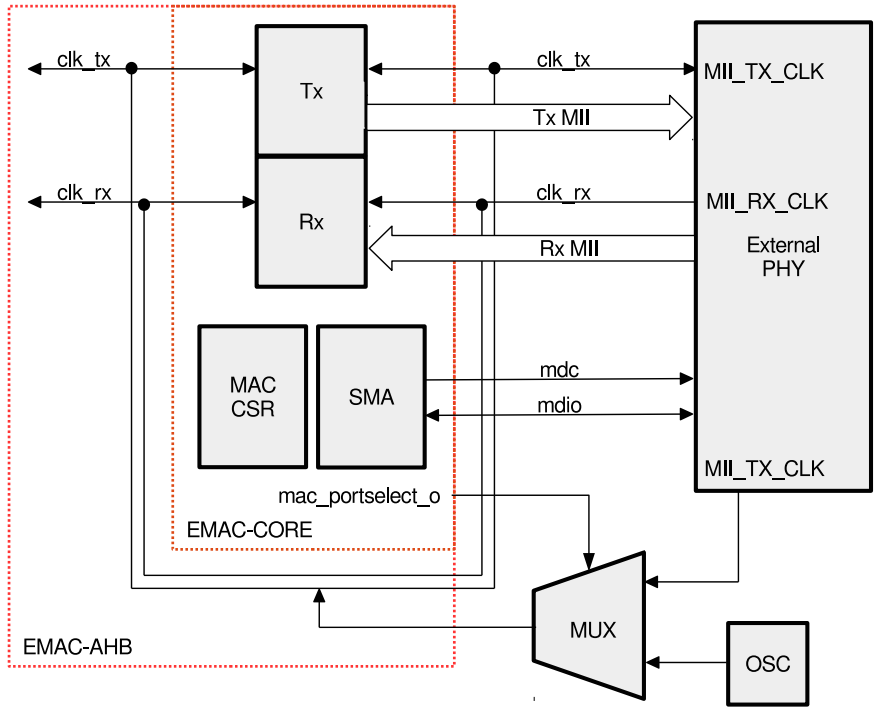 clk_tx
clk_tx
MII_TX_CLK
Tx
Tx MII
clk_rx
clk_rx
MII_RX_CLK
Rx
Rx MII
External
PHY
MAC
CSR
SMA
mdc
mdio
MII_TX_CLK
mac_portselect_o
EMAC-CORE
MUX
EMAC-AHB
OSC